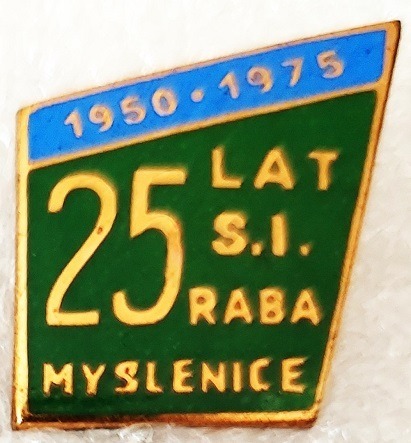 1950 · 1975
25 LAT
S.I.
RABA
MYSLENICE